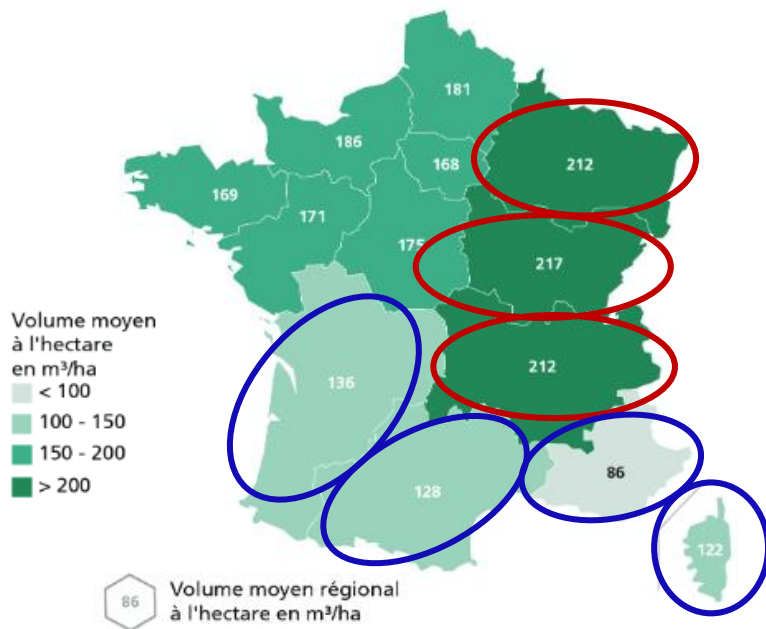 181
186
168
212
169
171
175
217
136
212
128
86
122
Volume moyen
à l'hectare
en m³/ha
< 100
100 - 150
150 - 200
> 200
86
Volume moyen régional
à l'hectare en m³/ha